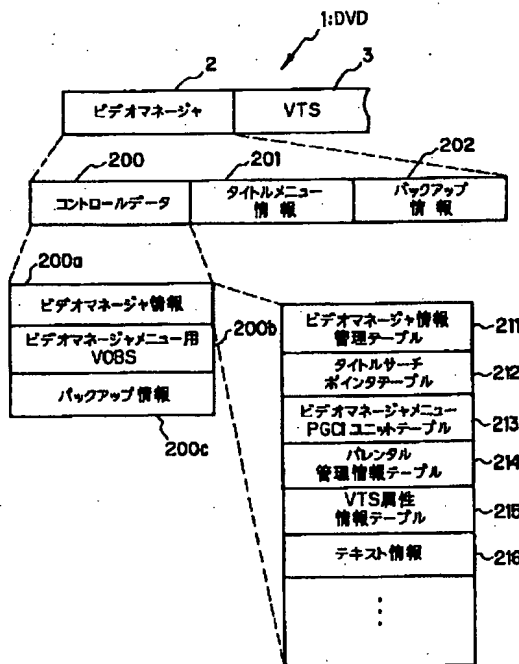 1:DVD
2
3
ビデオマネージャ
VTS
200
201
202
コントロールデータ
タイトルメニュー
情報
バックアップ
情報
200a
ビデオマネージャ情報
ビデオマネージャメニュー用
VOBS
バックアップ情報
200b
200c
ビデオマネージャ情報
管理テーブル
211
タイトルサーチ
ポインタテーブル
212
ビデオマネージャメニュー
PGCIユニットテーブル
213
パレンタル
管理情報テーブル
214
VTS属性
情報テーブル
215
テキスト情報
216